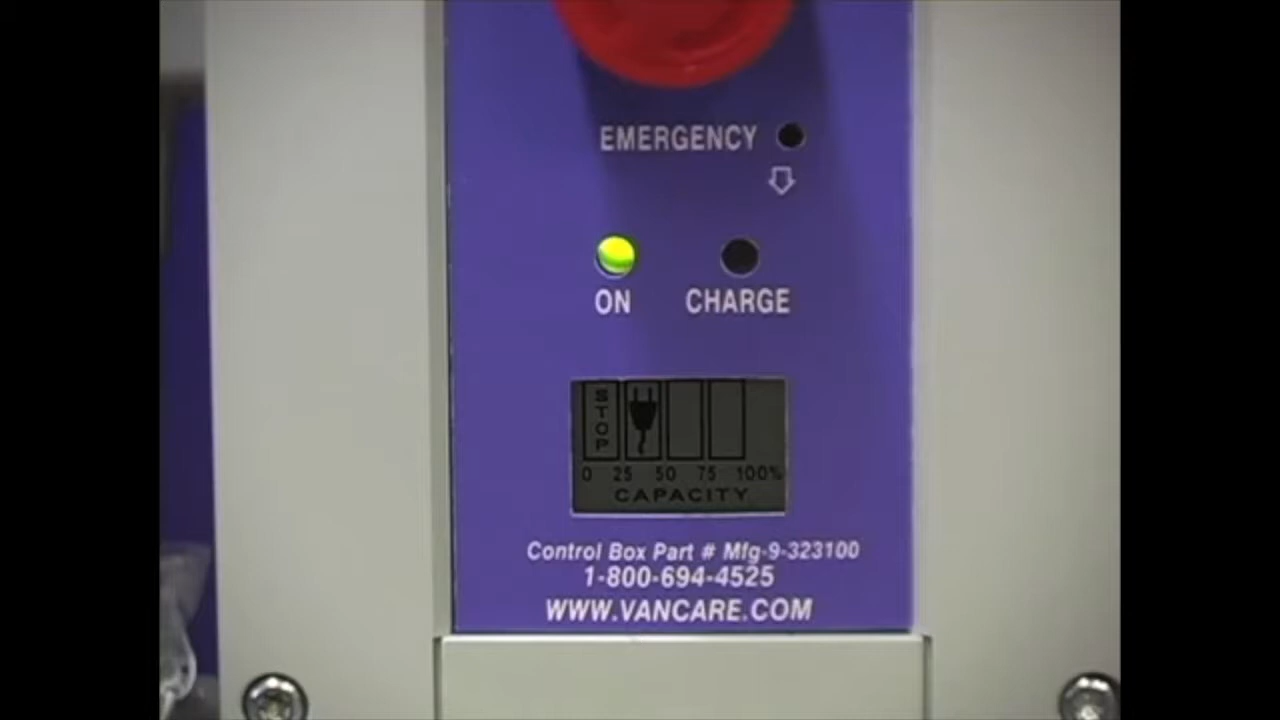 EMERGENCY
ON CHARGE
STOP
0 25 50 75 100%
CAPACITY
Control Box Part # Mfg-9-323100
1-800-694-4525
WWW.VANCARE.COM